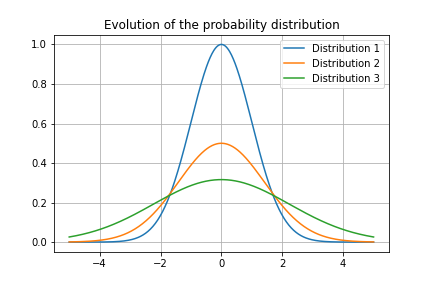 Evolution of the probability distribution
Distribution 1
Distribution 2
Distribution 3
1.0
0.8
0.6
0.4
0.2
0.0
−4
−2
0
2
4